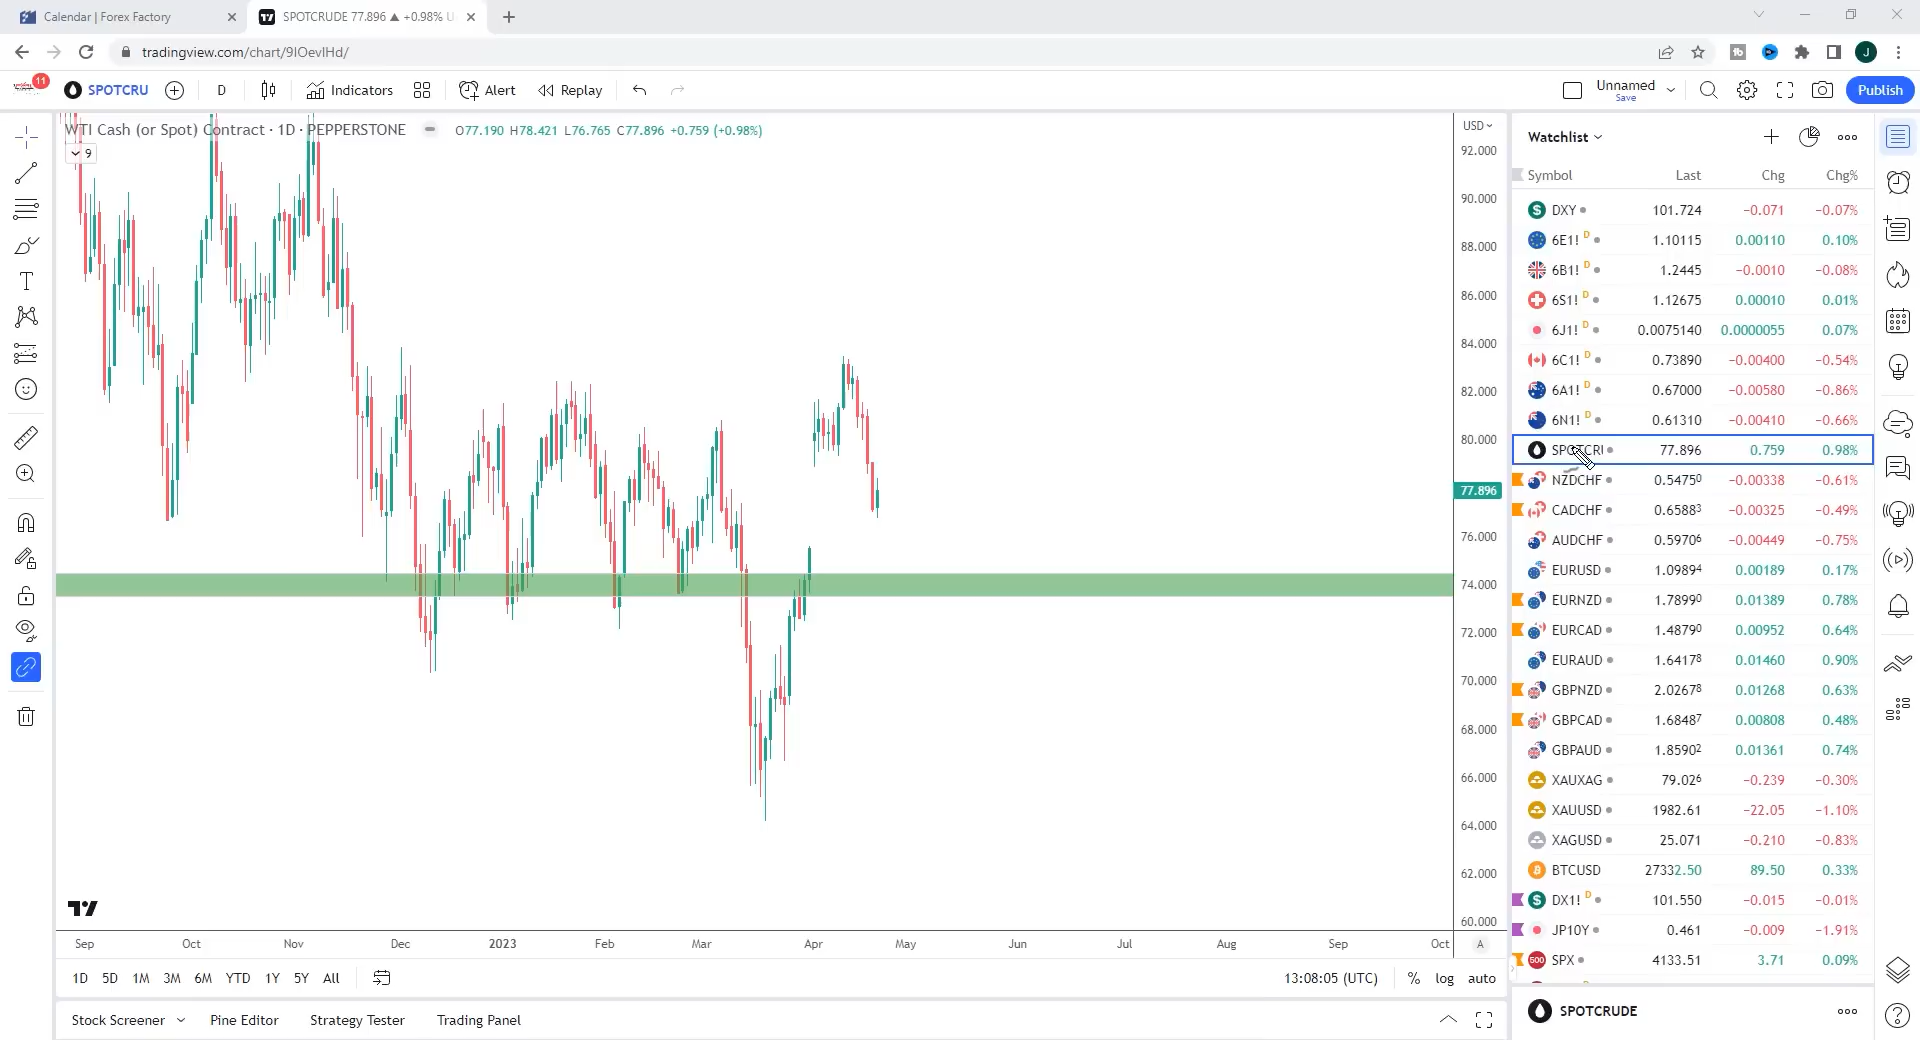 Calendar | Forex Factory
SPOTCRUDE 77.896 ▲ +0.98% U
tradingview.com/chart/9IOevIHd/
J
11
SPOTCRU
D
Indicators
Alert
Replay
Unnamed
Save
Publish
WTI Cash (or Spot) Contract · 1D · PEPPERSTONE
O77.190 H78.421 L76.765 C77.896 +0.759 (+0.98%)
9
USD
92.000
90.000
88.000
86.000
84.000
82.000
80.000
77.896
76.000
74.000
72.000
70.000
68.000
66.000
64.000
62.000
60.000
Sep Oct Nov Dec 2023 Feb Mar Apr May Jun Jul Aug Sep Oct
A
1D 5D 1M 3M 6M YTD 1Y 5Y All
13:08:05 (UTC)
% log auto
Stock Screener Pine Editor Strategy Tester Trading Panel
Watchlist
Symbol Last Chg Chg%
DXY 101.724 −0.071 −0.07%
6E1! D 1.10115 0.00110 0.10%
6B1! D 1.2445 −0.0010 −0.08%
6S1! D 1.12675 0.00010 0.01%
6J1! D 0.0075140 0.0000055 0.07%
6C1! D 0.73890 −0.00400 −0.54%
6A1! D 0.67000 −0.00580 −0.86%
6N1! D 0.61310 −0.00410 −0.66%
SPOTCRU 77.896 0.759 0.98%
NZDCHF 0.54750 −0.00338 −0.61%
CADCHF 0.65883 −0.00325 −0.49%
AUDCHF 0.59706 −0.00449 −0.75%
EURUSD 1.09894 0.00189 0.17%
EURNZD 1.78990 0.01389 0.78%
EURCAD 1.48790 0.00952 0.64%
EURAUD 1.64178 0.01460 0.90%
GBPNZD 2.02678 0.01268 0.63%
GBPCAD 1.68487 0.00808 0.48%
GBPAUD 1.85902 0.01361 0.74%
XAUXAG 79.026 −0.239 −0.30%
XAUUSD 1982.61 −22.05 −1.10%
XAGUSD 25.071 −0.210 −0.83%
BTCUSD 27332.50 89.50 0.33%
DX1! D 101.550 −0.015 −0.01%
JP10Y 0.461 −0.009 −1.91%
500 SPX 4133.51 3.71 0.09%
SPOTCRUDE